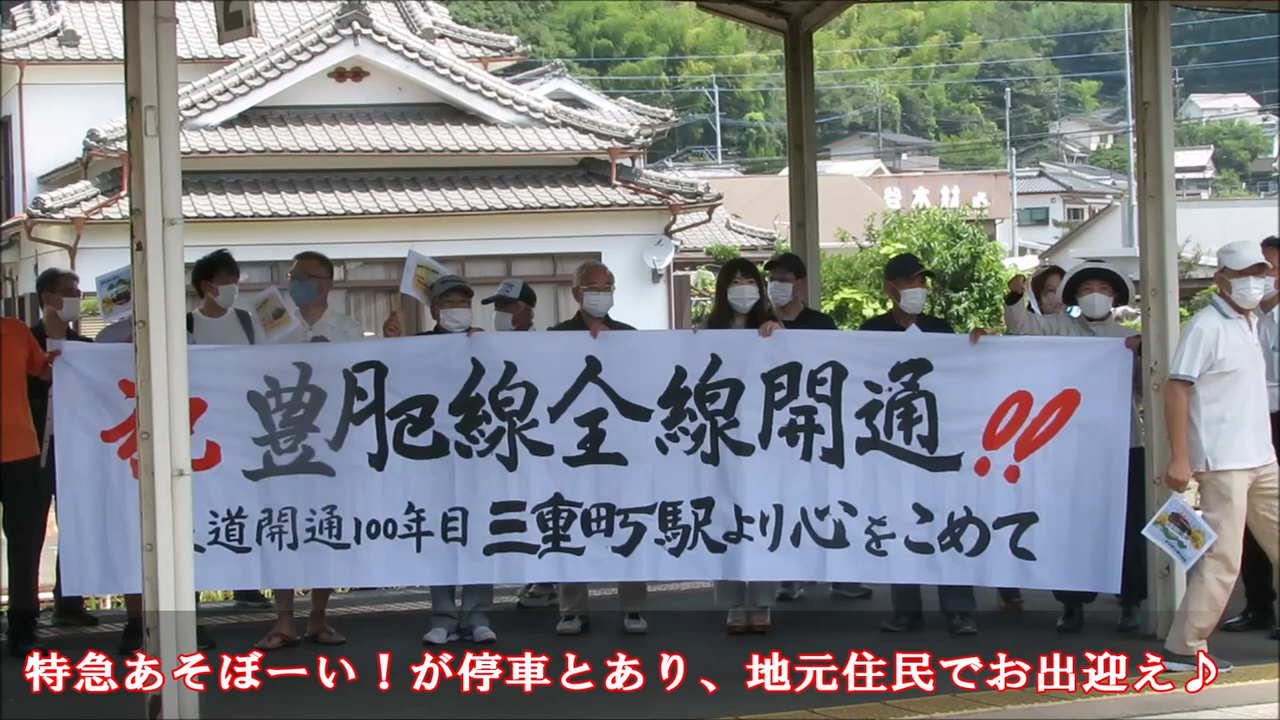 谷木材
祝 豊肥線全線開通!!
道開通100年目 三重町駅より心をこめて
特急あそぼーい！が停車とあり、地元住民でお出迎え♪